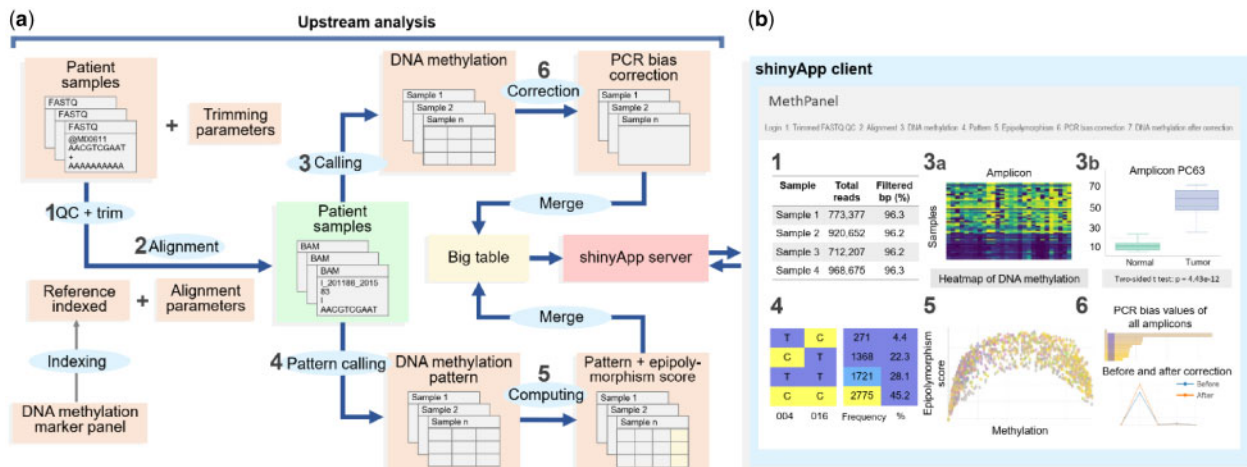 (a)
Upstream analysis
Patient
samples
FASTQ
FASTQ
FASTQ
@M00611
AACGTCGAAT
+
AAAAAAAAAA
+
Trimming
parameters
1 QC + trim
2 Alignment
Reference
indexed
+
Alignment
parameters
Indexing
DNA methylation
marker panel
3 Calling
Patient
samples
BAM
BAM
BAM
I_201186_2015
83
I
AACGTCGAAT
4 Pattern calling
DNA methylation
Sample 1
Sample 2
Sample n
6
Correction
PCR bias
correction
Sample 1
Sample 2
Sample n
Merge
Big table
shinyApp server
Merge
DNA methylation
pattern
Sample 1
Sample 2
Sample n
5
Computing
Pattern + epipoly-
morphism score
Sample 1
Sample 2
Sample n
(b)
shinyApp client
MethPanel
Login 1 Trimmed FASTQ QC 2 Alignment 3 DNA methylation 4 Pattern 5 Epipolymorphism 6 PCR bias correction 7 DNA methylation after correction
1
Sample Total reads Filtered bp (%)
Sample 1 773,377 96.3
Sample 2 920,652 96.2
Sample 3 712,207 96.2
Sample 4 968,675 96.3
3a
Amplicon
Samples
Heatmap of DNA methylation
3b
Amplicon PC63
70
50
30
10
Normal Tumor
Two-sided t test: p = 4.43e-12
4
T C 271 4.4
C T 1368 22.3
T T 1721 28.1
C C 2775 45.2
004 016 Frequency %
5
Epipolymorphism
score
Methylation
6
PCR bias values of
all amplicons
Before and after correction
Before
After